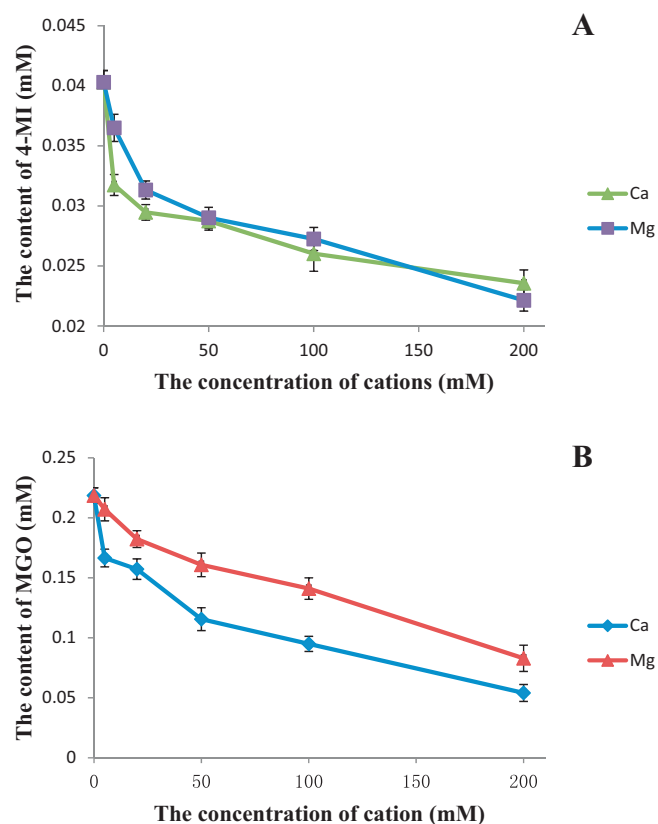 A
0.045
0.04
0.035
0.03
0.025
0.02
The content of 4-MI (mM)
0 50 100 150 200
The concentration of cations (mM)
Ca
Mg
B
0.25
0.2
0.15
0.1
0.05
0
The content of MGO (mM)
0 50 100 150 200
The concentration of cation (mM)
Ca
Mg